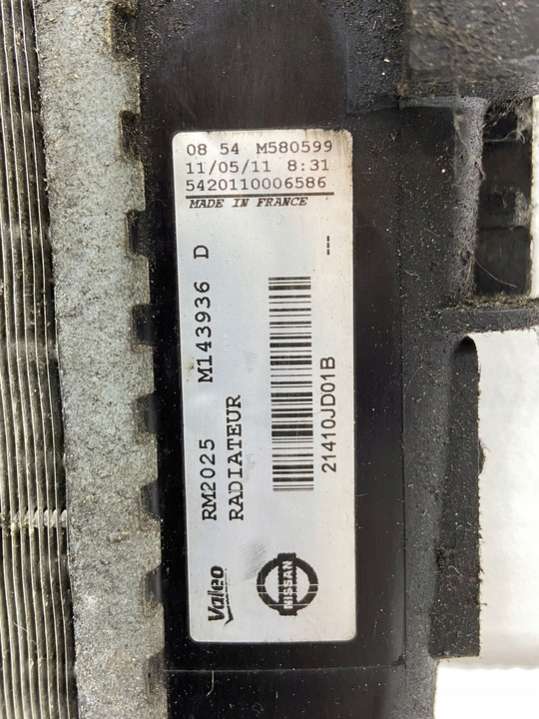 08 54 M580599
11/05/11 8:31
5420110006586
MADE IN FRANCE
RM2025 M143936 D
RADIATEUR
---
21410JD01B
Valeo
NISSAN